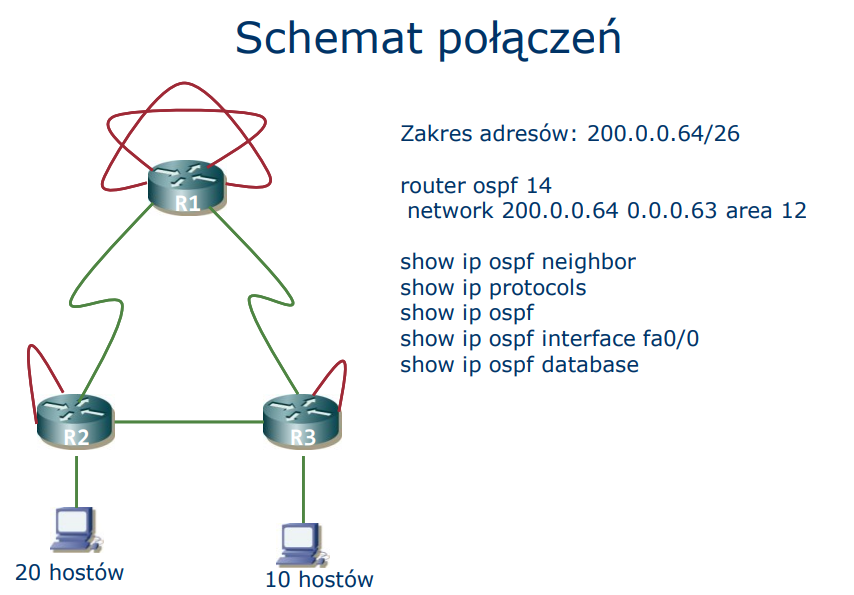 Schemat połączeń
Zakres adresów: 200.0.0.64/26
router ospf 14
network 200.0.0.64 0.0.0.63 area 12
show ip ospf neighbor
show ip protocols
show ip ospf
show ip ospf interface fa0/0
show ip ospf database
R1
R2
R3
20 hostów
10 hostów